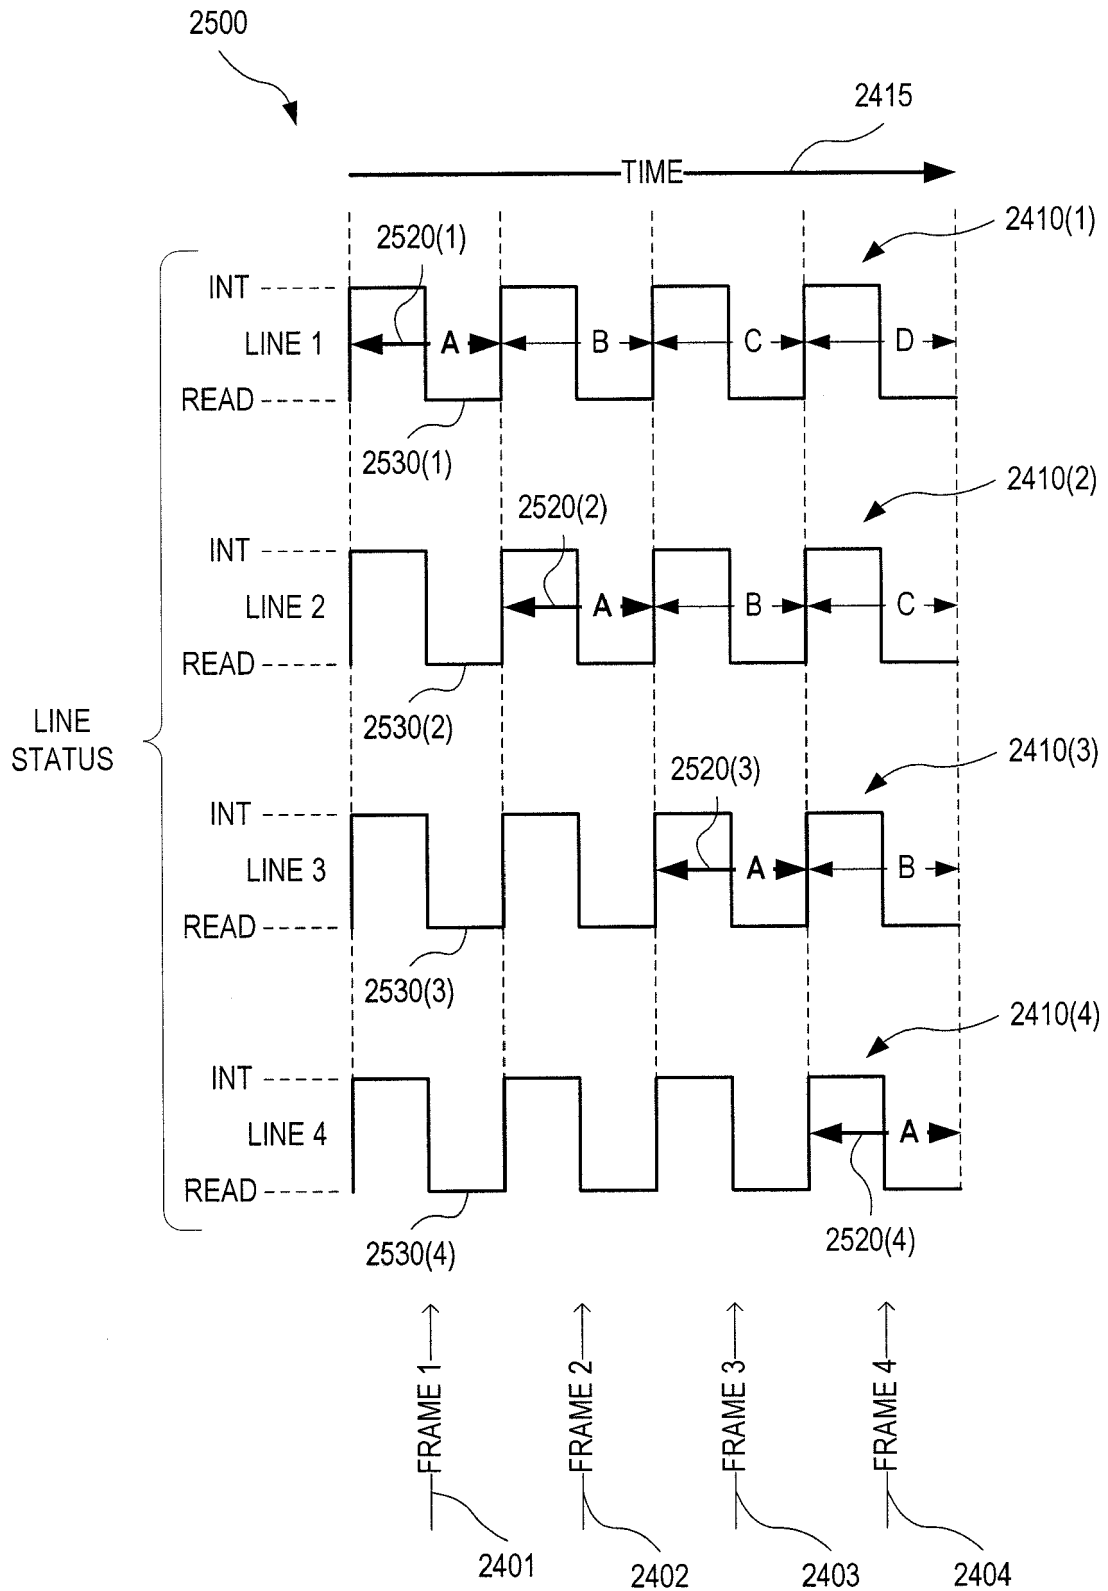 2500
2415
TIME
2520(1)
2410(1)
INT
LINE 1
A
B
C
D
READ
2530(1)
2520(2)
2410(2)
INT
LINE 2
A
B
C
READ
2530(2)
LINE
STATUS
2520(3)
2410(3)
INT
LINE 3
A
B
READ
2530(3)
2410(4)
INT
LINE 4
A
READ
2530(4)
2520(4)
FRAME 1
FRAME 2
FRAME 3
FRAME 4
2401
2402
2403
2404